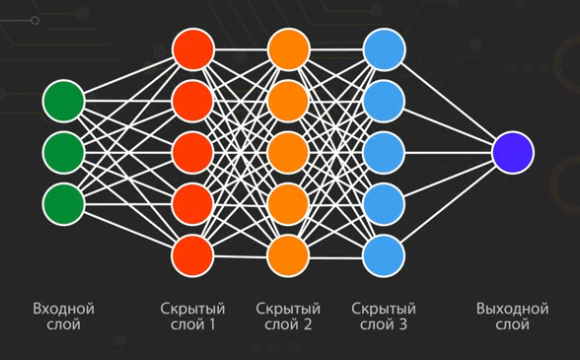 Входной
слой
Скрытый
слой 1
Скрытый
слой 2
Скрытый
слой 3
Выходной
слой